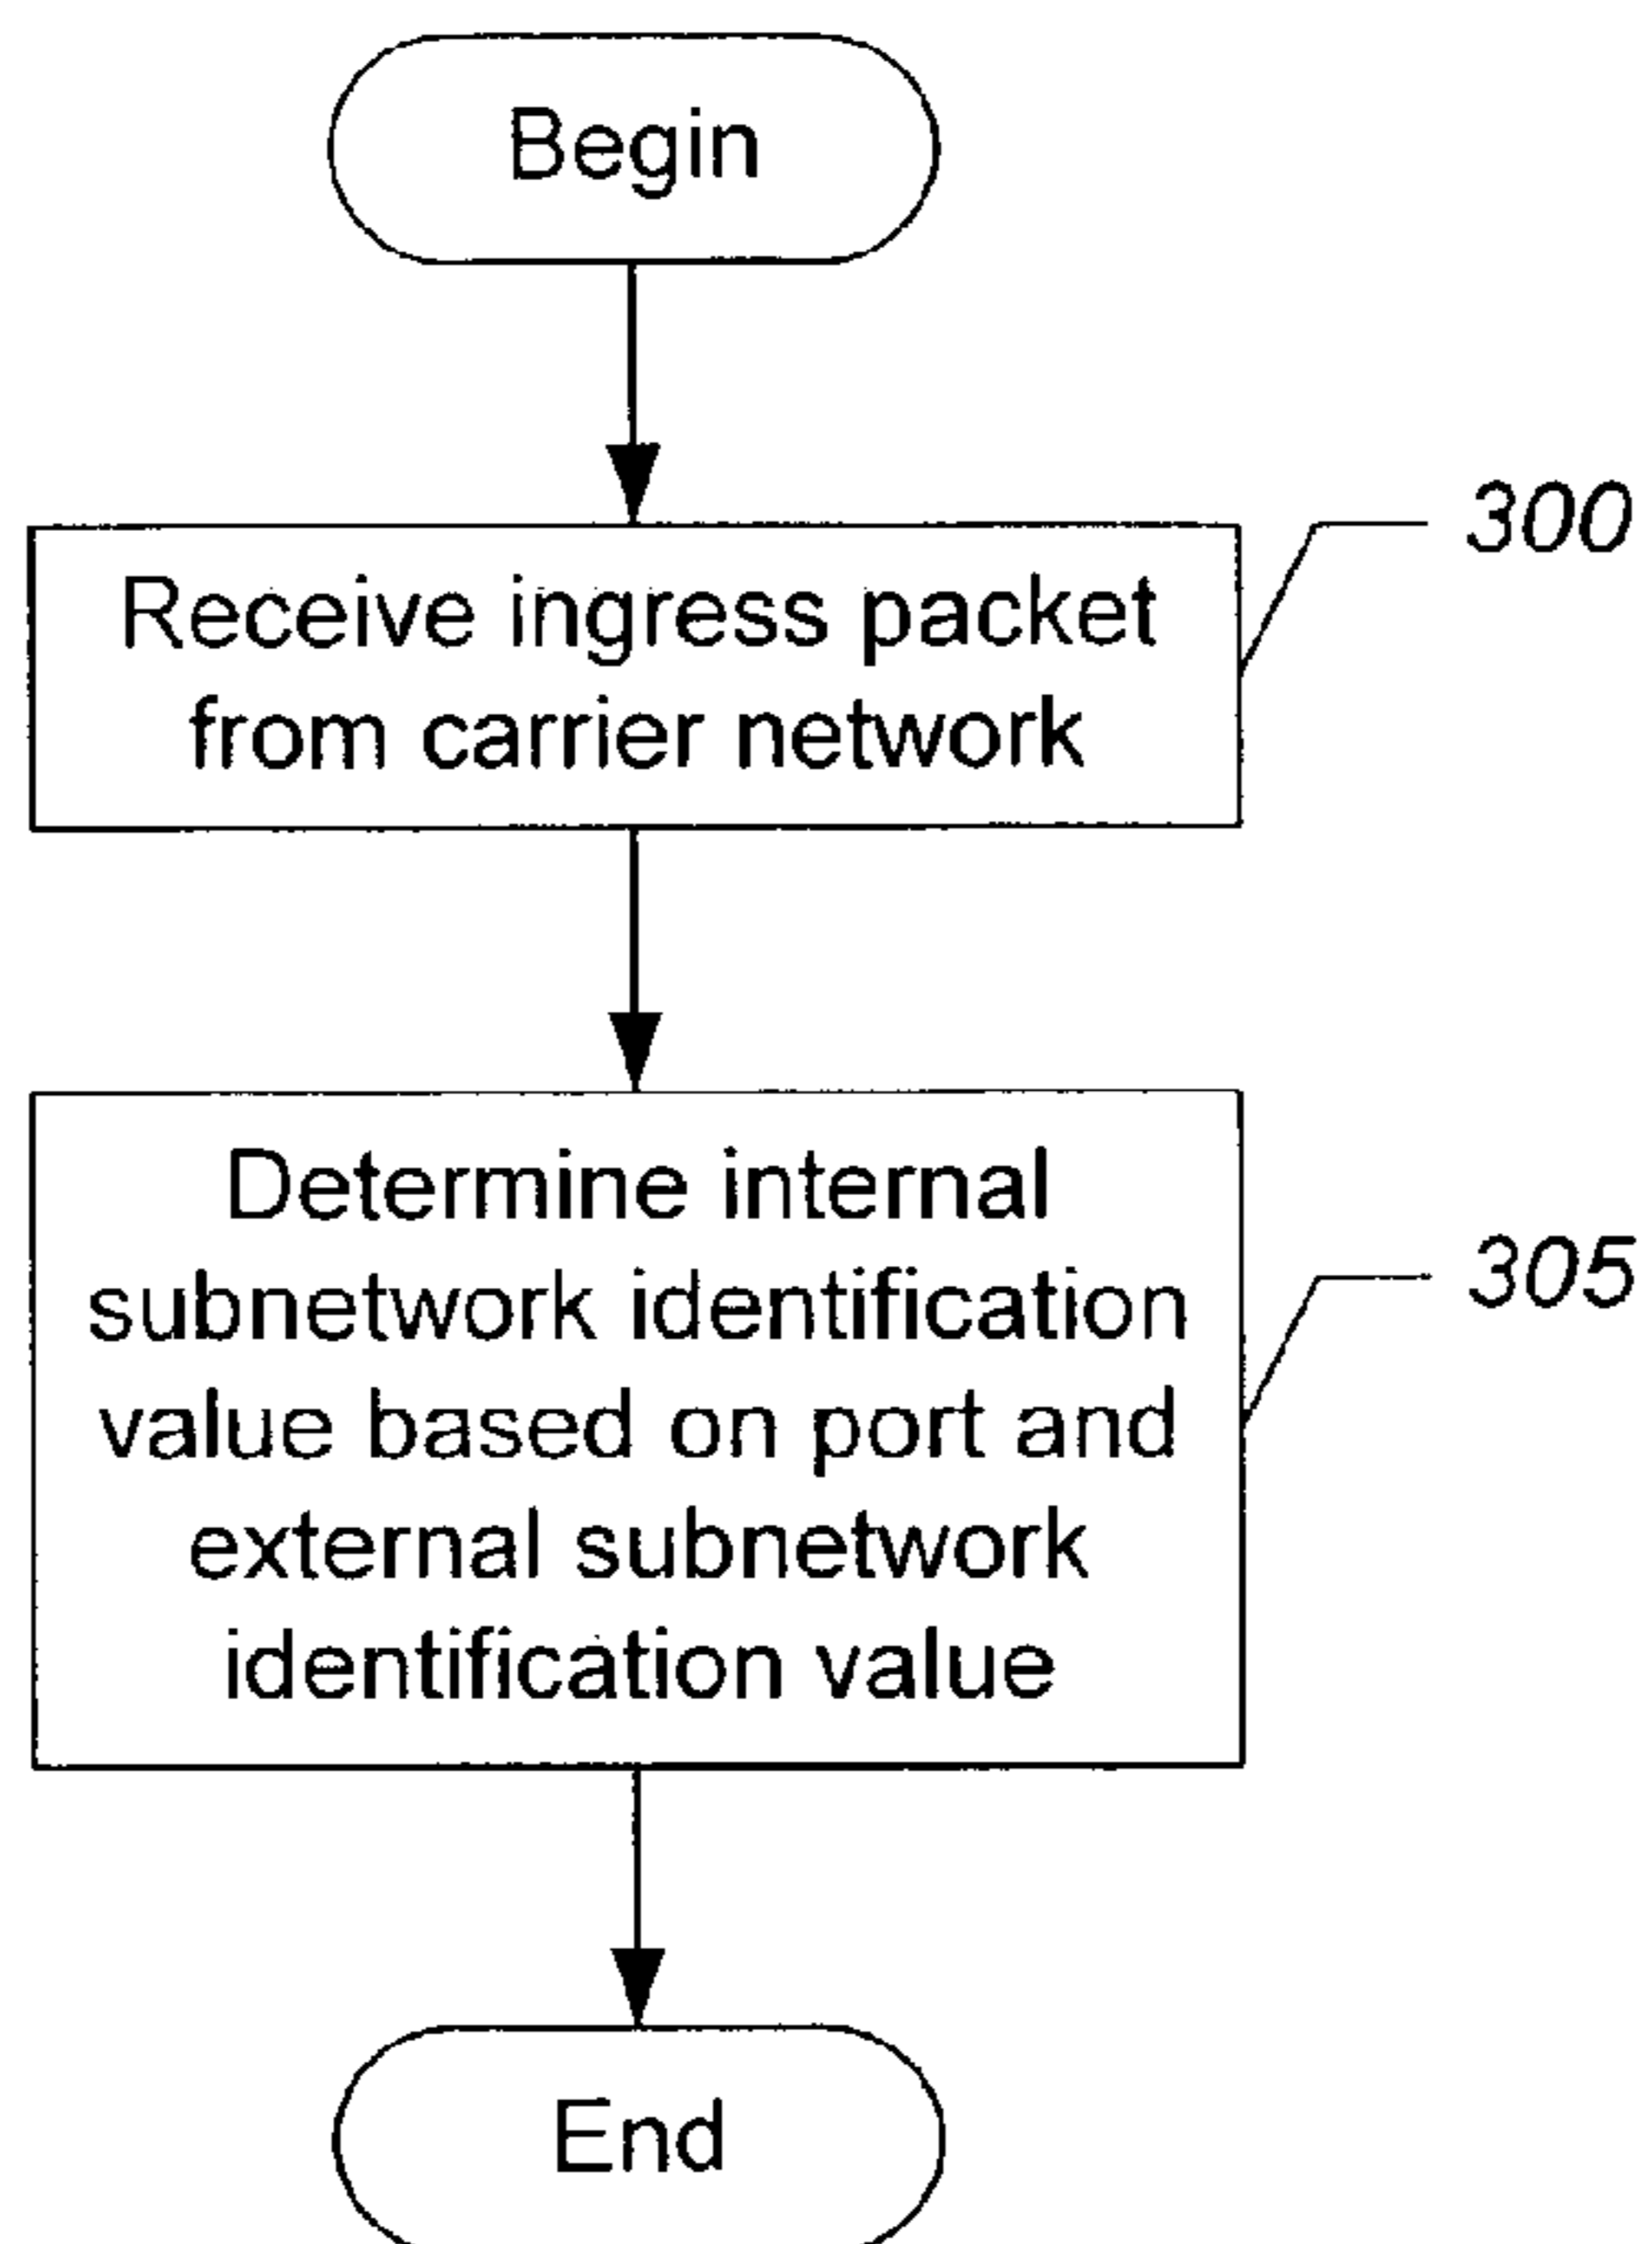 Begin
300
Receive ingress packet
from carrier network
Determine internal
305
subnetwork identification
value based on port and
external subnetwork
identification value
End